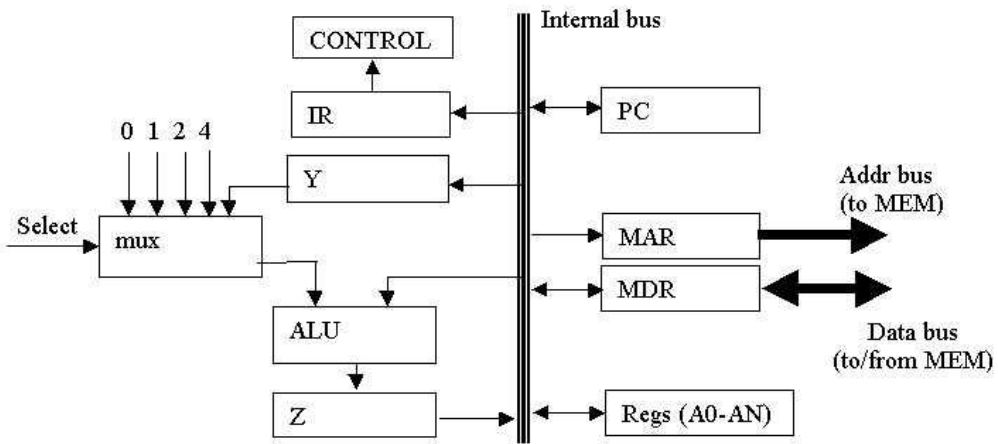 Internal bus
CONTROL
IR
PC
0 1 2 4
Y
Addr bus
(to MEM)
Select
mux
MAR
MDR
ALU
Data bus
(to/from MEM)
Z
Regs (A0-AN)